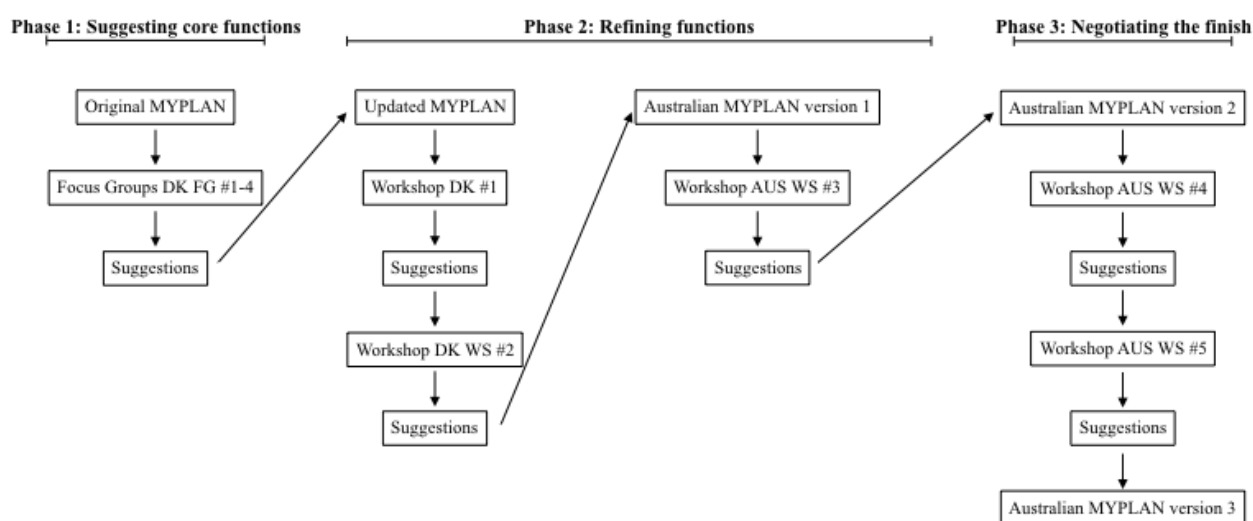 Phase 1: Suggesting core functions
Original MYPLAN
Focus Groups DK FG #1-4
Suggestions
Phase 2: Refining functions
Updated MYPLAN
Workshop DK #1
Suggestions
Workshop DK WS #2
Suggestions
Australian MYPLAN version 1
Workshop AUS WS #3
Suggestions
Phase 3: Negotiating the finish
Australian MYPLAN version 2
Workshop AUS WS #4
Suggestions
Workshop AUS WS #5
Suggestions
Australian MYPLAN version 3